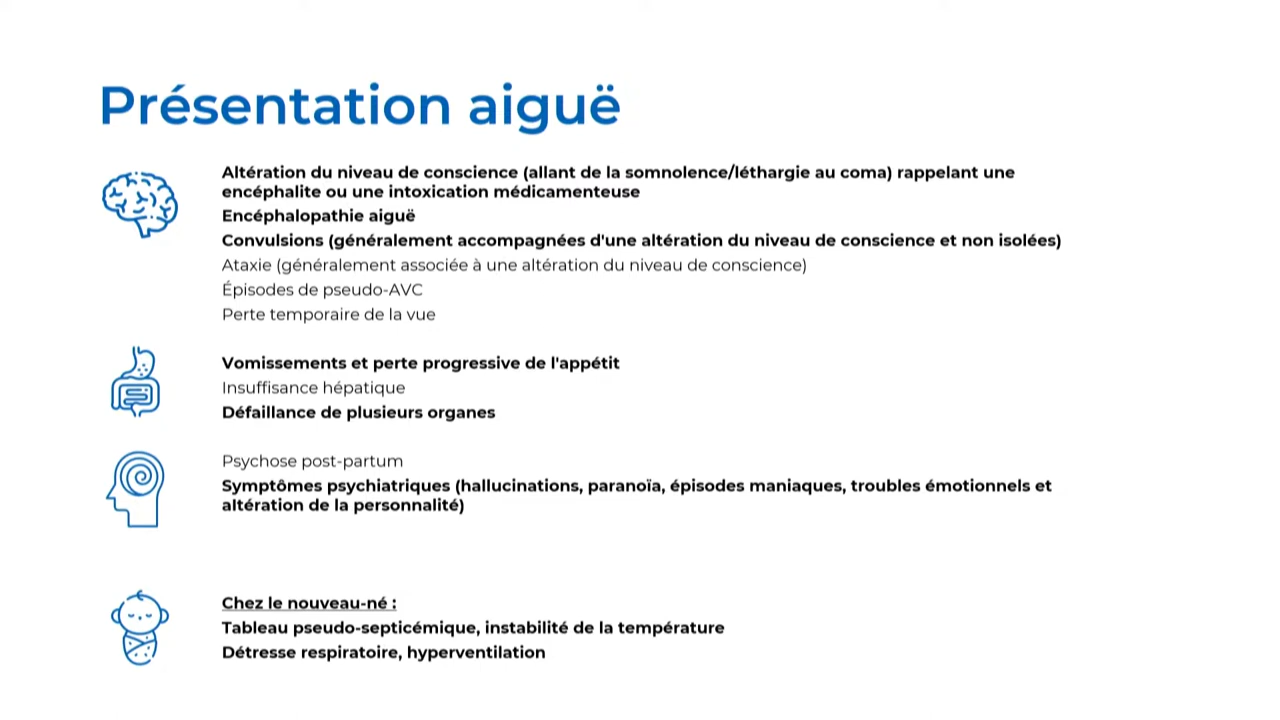 Présentation aiguë
Altération du niveau de conscience (allant de la somnolence/léthargie au coma) rappelant une
encéphalite ou une intoxication médicamenteuse
Encéphalopathie aiguë
Convulsions (généralement accompagnées d'une altération du niveau de conscience et non isolées)
Ataxie (généralement associée à une altération du niveau de conscience)
Épisodes de pseudo-AVC
Perte temporaire de la vue
Vomissements et perte progressive de l'appétit
Insuffisance hépatique
Défaillance de plusieurs organes
Psychose post-partum
Symptômes psychiatriques (hallucinations, paranoïa, épisodes maniaques, troubles émotionnels et
altération de la personnalité)
Chez le nouveau-né :
Tableau pseudo-septicémique, instabilité de la température
Détresse respiratoire, hyperventilation